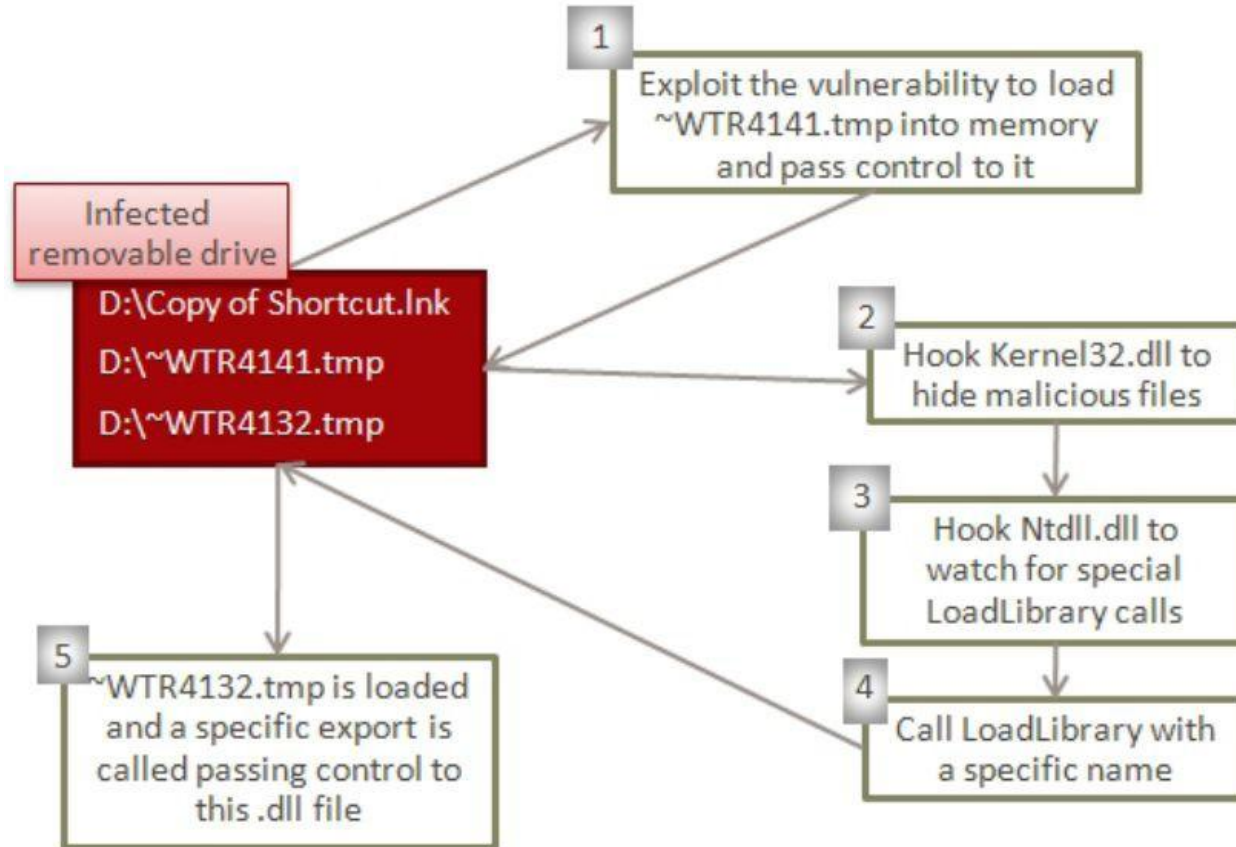 1
Exploit the vulnerability to load
~WTR4141.tmp into memory
and pass control to it
Infected
removable drive
D:\Copy of Shortcut.lnk
D:\~WTR4141.tmp
D:\~WTR4132.tmp
2
Hook Kernel32.dll to
hide malicious files
3
Hook Ntdll.dll to
watch for special
LoadLibrary calls
4
Call LoadLibrary with
a specific name
5
~WTR4132.tmp is loaded
and a specific export is
called passing control to
this .dll file